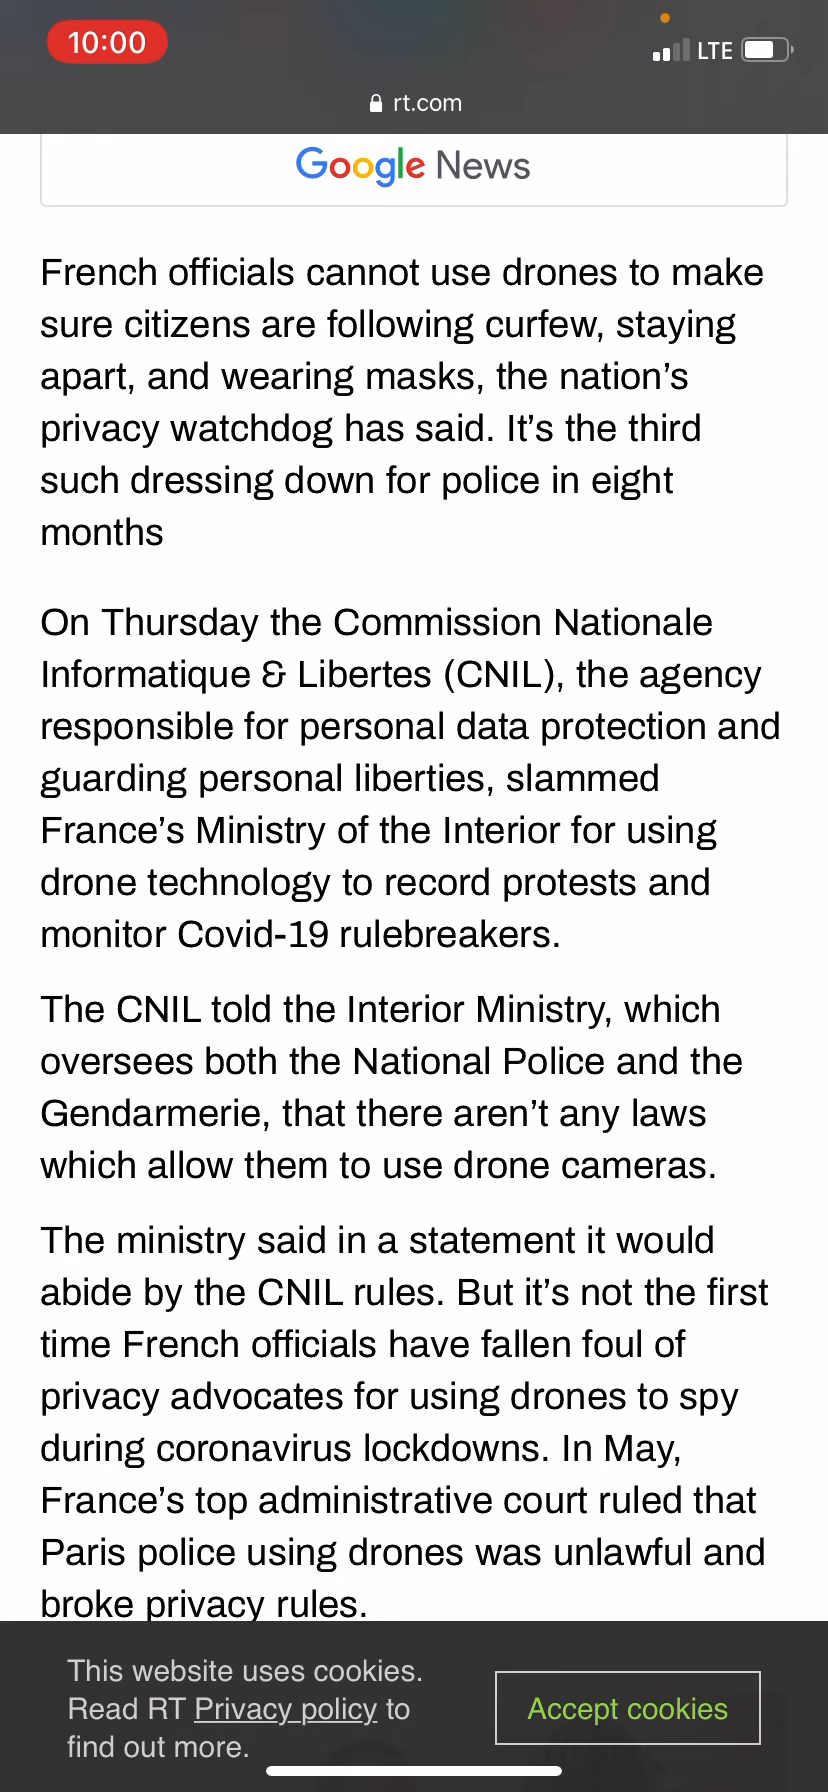 10:00
LTE
rt.com
Google News
French officials cannot use drones to make
sure citizens are following curfew, staying
apart, and wearing masks, the nation’s
privacy watchdog has said. It’s the third
such dressing down for police in eight
months
On Thursday the Commission Nationale
Informatique & Libertes (CNIL), the agency
responsible for personal data protection and
guarding personal liberties, slammed
France’s Ministry of the Interior for using
drone technology to record protests and
monitor Covid-19 rulebreakers.
The CNIL told the Interior Ministry, which
oversees both the National Police and the
Gendarmerie, that there aren’t any laws
which allow them to use drone cameras.
The ministry said in a statement it would
abide by the CNIL rules. But it’s not the first
time French officials have fallen foul of
privacy advocates for using drones to spy
during coronavirus lockdowns. In May,
France’s top administrative court ruled that
Paris police using drones was unlawful and
broke privacy rules.
This website uses cookies.
Read RT Privacy policy to
find out more.
Accept cookies